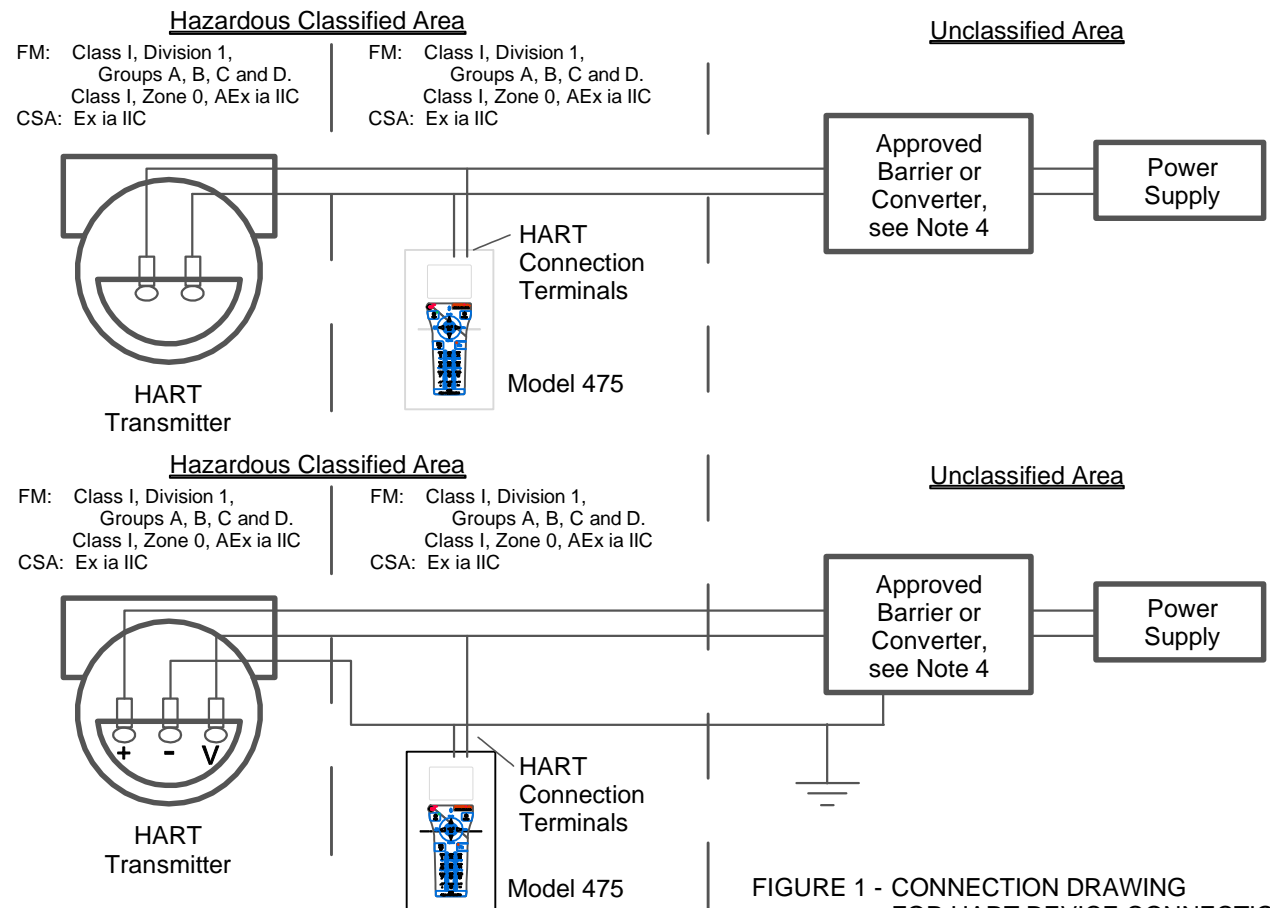 Hazardous Classified Area
Unclassified Area
FM: Class I, Division 1,
Groups A, B, C and D.
Class I, Zone 0, AEx ia IIC
CSA: Ex ia IIC
FM: Class I, Division 1,
Groups A, B, C and D.
Class I, Zone 0, AEx ia IIC
CSA: Ex ia IIC
Approved
Barrier or
Converter,
see Note 4
Power
Supply
HART
Connection
Terminals
Model 475
HART
Transmitter
Hazardous Classified Area
Unclassified Area
FM: Class I, Division 1,
Groups A, B, C and D.
Class I, Zone 0, AEx ia IIC
CSA: Ex ia IIC
FM: Class I, Division 1,
Groups A, B, C and D.
Class I, Zone 0, AEx ia IIC
CSA: Ex ia IIC
Approved
Barrier or
Converter,
see Note 4
Power
Supply
+ - V
HART
Connection
Terminals
HART
Transmitter
Model 475
FIGURE 1 - CONNECTION DRAWING
FOR HART DEVICE